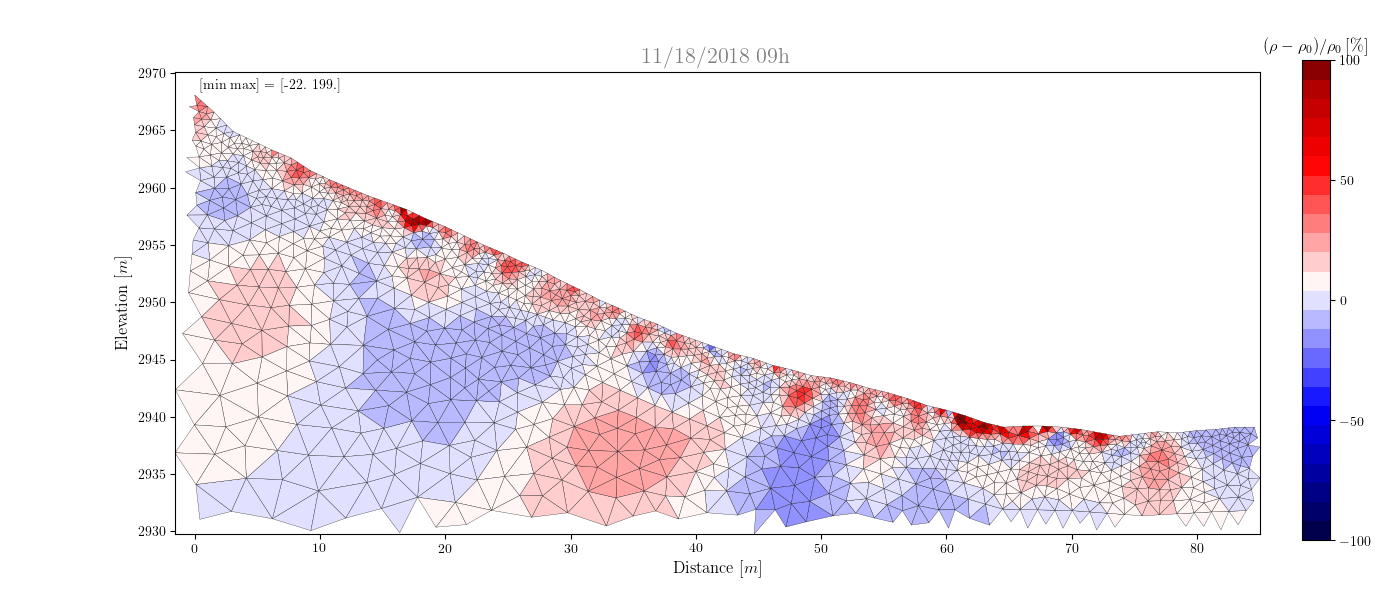 11/18/2018 09h
(ρ − ρ0)/ρ0 [%]
[min max] = [-22. 199.]
Elevation [m]
2970
2965
2960
2955
2950
2945
2940
2935
2930
0 10 20 30 40 50 60 70 80
Distance [m]
100
50
0
−50
−100